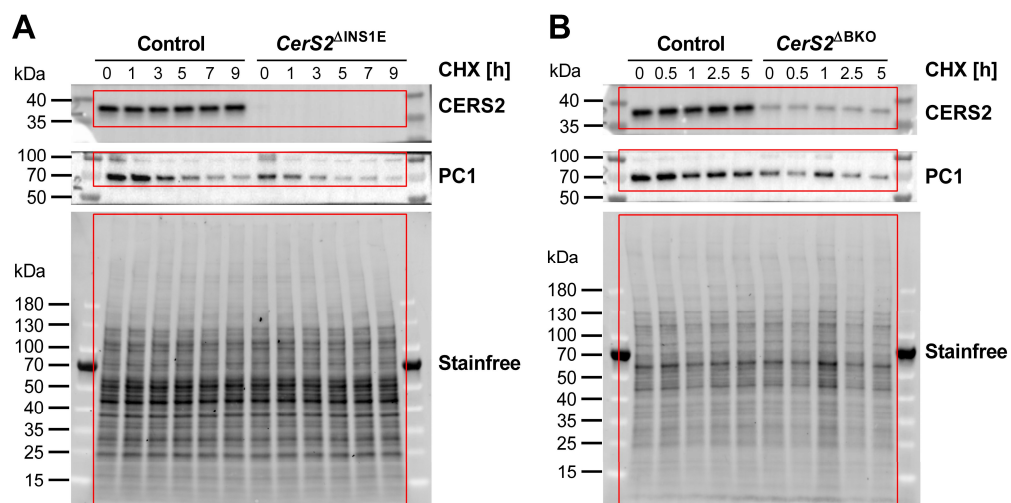 A
Control
CerS2ΔINS1E
kDa
0 1 3 5 7 9 0 1 3 5 7 9
CHX [h]
40
35
CERS2
100
70
50
PC1
kDa
180
130
100
70
50
40
35
25
15
Stainfree
B
Control
CerS2ΔBKO
kDa
0 0.5 1 2.5 5 0 0.5 1 2.5 5
CHX [h]
40
35
CERS2
100
70
50
PC1
kDa
180
130
100
70
50
40
35
25
15
Stainfree